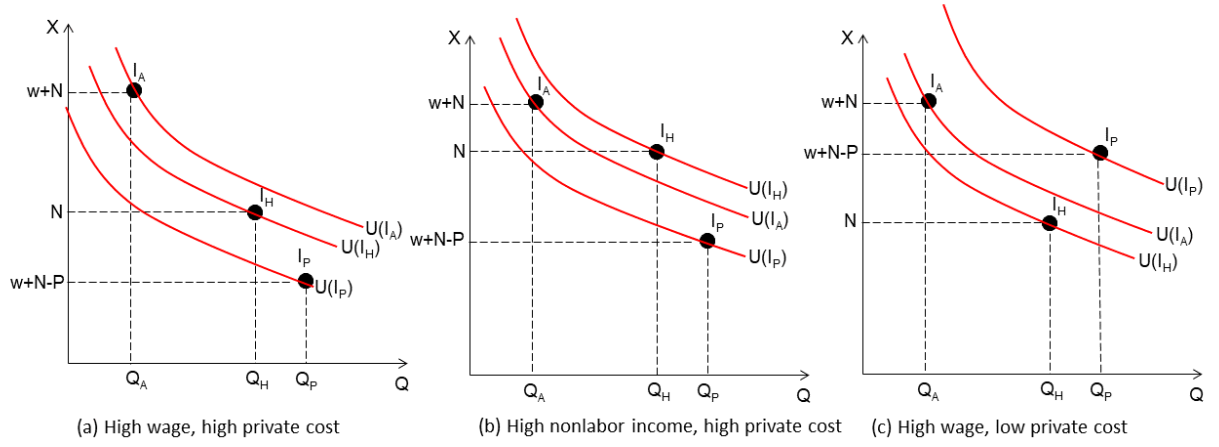 X
w+N
N
w+N-P
I_A
I_H
I_P
U(I_A)
U(I_H)
U(I_P)
Q_A
Q_H
Q_P
Q
(a) High wage, high private cost
X
w+N
N
w+N-P
I_A
I_H
I_P
U(I_H)
U(I_A)
U(I_P)
Q_A
Q_H
Q_P
Q
(b) High nonlabor income, high private cost
X
w+N
w+N-P
N
I_A
I_P
I_H
U(I_P)
U(I_A)
U(I_H)
Q_A
Q_H
Q_P
Q
(c) High wage, low private cost